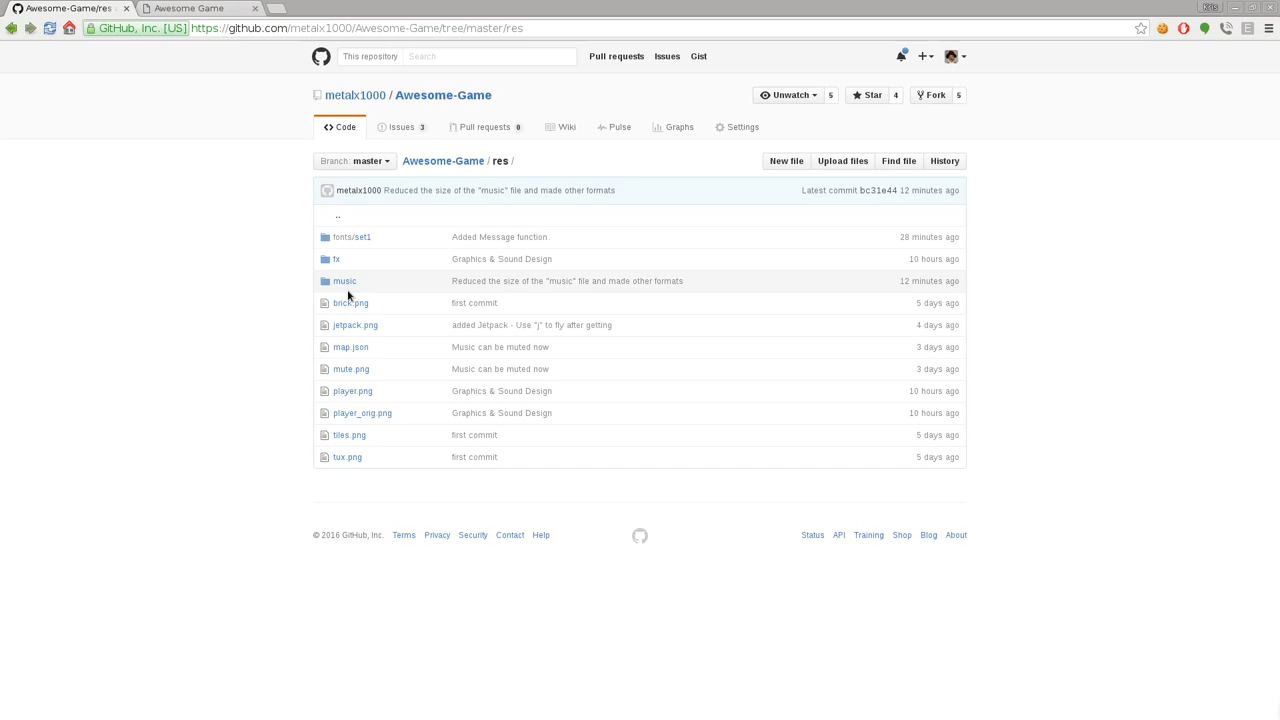 Awesome-Game/res
Awesome Game
Kris
GitHub, Inc. [US] https://github.com/metalx1000/Awesome-Game/tree/master/res
This repository Search Pull requests Issues Gist
metalx1000 / Awesome-Game Unwatch 5 Star 4 Fork 5
Code Issues 3 Pull requests 0 Wiki Pulse Graphs Settings
Branch: master Awesome-Game / res / New file Upload files Find file History
metalx1000 Reduced the size of the "music" file and made other formats Latest commit bc31e44 12 minutes ago
..
fonts/set1 Added Message function. 28 minutes ago
fx Graphics & Sound Design 10 hours ago
music Reduced the size of the "music" file and made other formats 12 minutes ago
brick.png first commit 5 days ago
jetpack.png added Jetpack - Use "j" to fly after getting 4 days ago
map.json Music can be muted now 3 days ago
mute.png Music can be muted now 3 days ago
player.png Graphics & Sound Design 10 hours ago
player_orig.png Graphics & Sound Design 10 hours ago
tiles.png first commit 5 days ago
tux.png first commit 5 days ago
© 2016 GitHub, Inc. Terms Privacy Security Contact Help Status API Training Shop Blog About